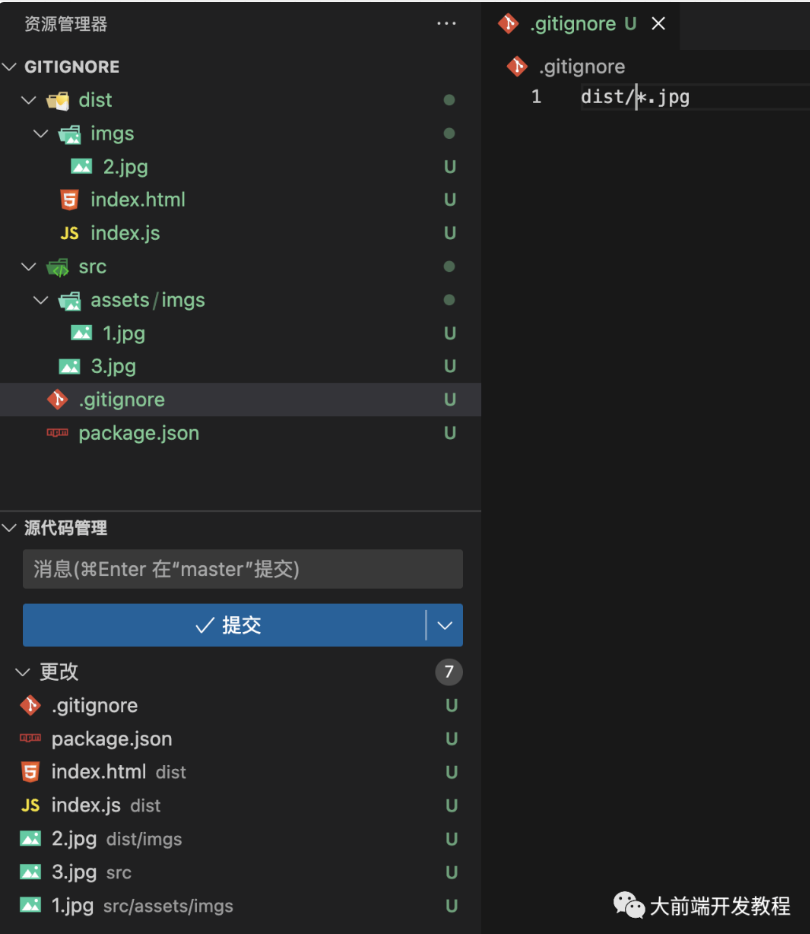 资源管理器 ···
GITIGNORE
dist
imgs
2.jpg U
index.html U
JS index.js U
src
assets/imgs
1.jpg U
3.jpg U
.gitignore U
package.json U
源代码管理
消息(⌘Enter 在“master”提交)
提交
更改 7
.gitignore U
package.json U
index.html dist U
JS index.js dist U
2.jpg dist/imgs U
3.jpg src U
1.jpg src/assets/imgs U
.gitignore U
.gitignore
1 dist/*.jpg
大前端开发教程